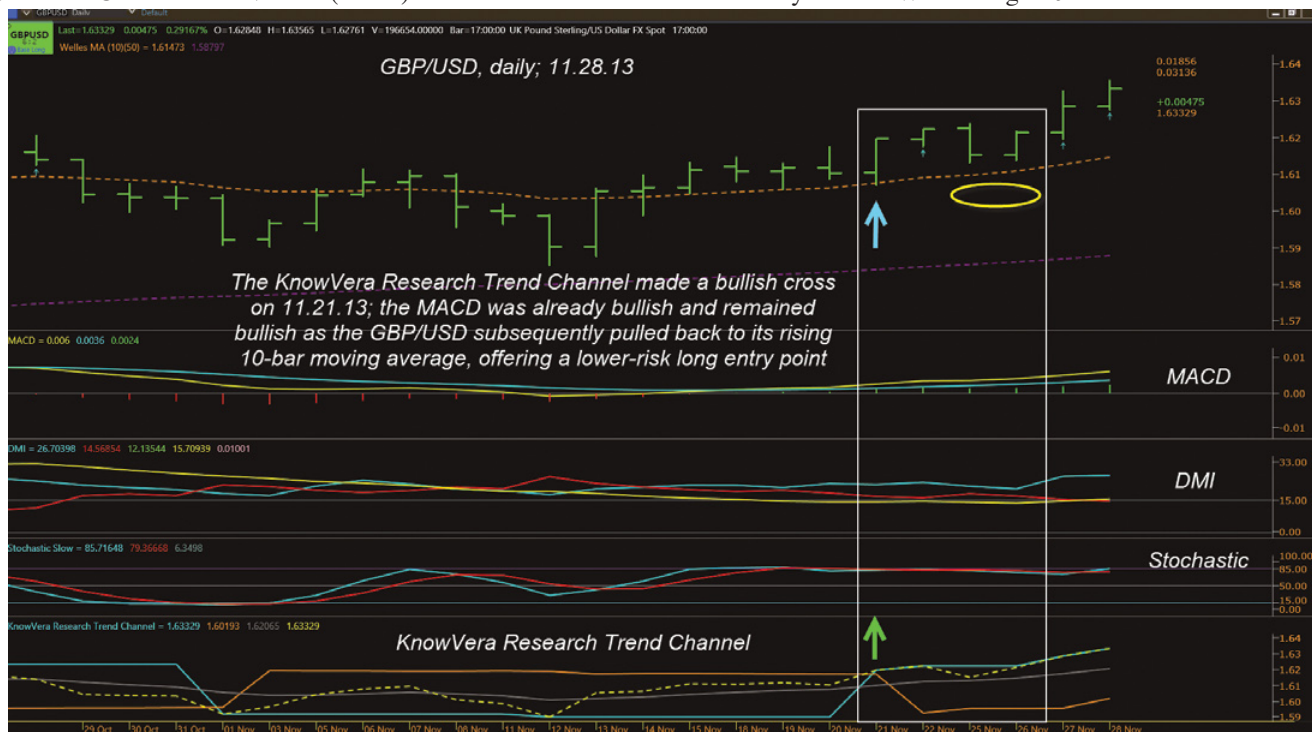 GBPUSD Daily Default
GBPUSD
Last=1.63329 0.00475 0.29167% O=1.62848 H=1.63565 L=1.62761 V=196654.00000 Bar=17:00:00 UK Pound Sterling/US Dollar FX Spot 17:00:00
Welles MA (10)(50) = 1.61473 1.58797
GBP/USD, daily; 11.28.13
0.01856
0.03136
+0.00475
1.63329
1.64
1.63
1.62
1.61
1.60
1.59
1.58
1.57
The KnowVera Research Trend Channel made a bullish cross
on 11.21.13; the MACD was already bullish and remained
bullish as the GBP/USD subsequently pulled back to its rising
10-bar moving average, offering a lower-risk long entry point
MACD = 0.006 0.0036 0.0024
MACD
0.01
0.00
-0.01
DMI = 26.70398 14.56854 12.13544 15.70939 0.01001
DMI
33.00
15.00
0.00
Stochastic Slow = 85.71648 79.36668 6.3498
Stochastic
100.00
85.00
50.00
15.00
0.00
KnowVera Research Trend Channel = 1.63329 1.60193 1.62065 1.63329
KnowVera Research Trend Channel
1.64
1.63
1.62
1.61
1.60
1.59
29 Oct 30 Oct 31 Oct 01 Nov 03 Nov 05 Nov 06 Nov 07 Nov 08 Nov 11 Nov 12 Nov 13 Nov 14 Nov 15 Nov 18 Nov 19 Nov 20 Nov 21 Nov 22 Nov 25 Nov 26 Nov 27 Nov 28 Nov